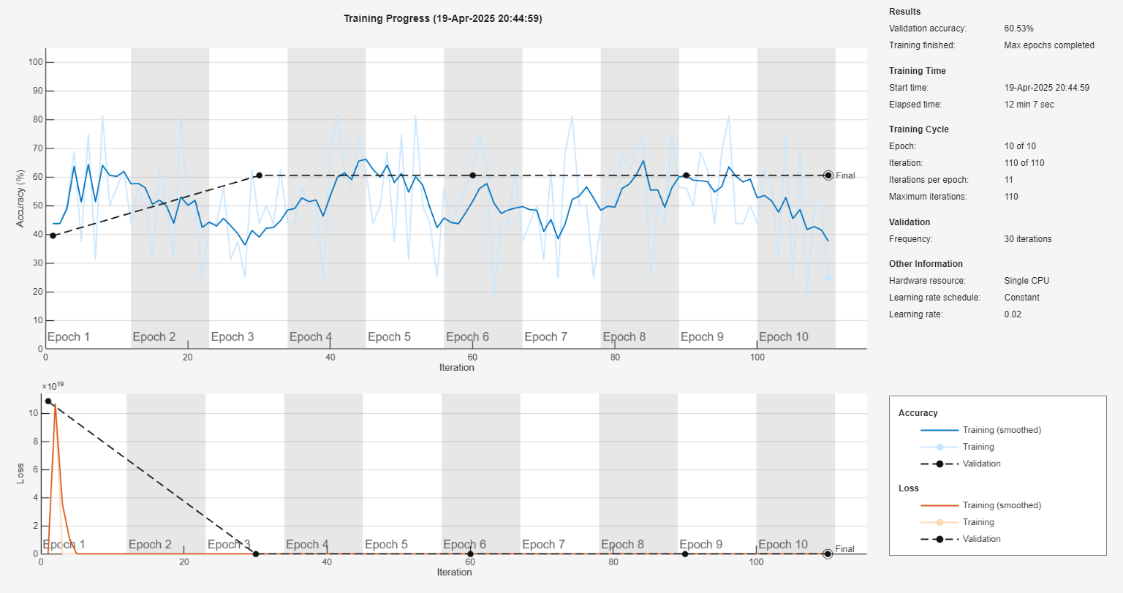 Training Progress (19-Apr-2025 20:44:59)
Accuracy (%)
100
90
80
70
60
50
40
30
20
10
0
Final
Epoch 1 Epoch 2 Epoch 3 Epoch 4 Epoch 5 Epoch 6 Epoch 7 Epoch 8 Epoch 9 Epoch 10
0 20 40 60 80 100
Iteration
×10¹⁹
Loss
10
8
6
4
2
0
Final
Epoch 1 Epoch 2 Epoch 3 Epoch 4 Epoch 5 Epoch 6 Epoch 7 Epoch 8 Epoch 9 Epoch 10
0 20 40 60 80 100
Iteration
Results
Validation accuracy: 60.53%
Training finished: Max epochs completed
Training Time
Start time: 19-Apr-2025 20:44:59
Elapsed time: 12 min 7 sec
Training Cycle
Epoch: 10 of 10
Iteration: 110 of 110
Iterations per epoch: 11
Maximum iterations: 110
Validation
Frequency: 30 iterations
Other Information
Hardware resource: Single CPU
Learning rate schedule: Constant
Learning rate: 0.02
Accuracy
Training (smoothed)
Training
Validation
Loss
Training (smoothed)
Training
Validation